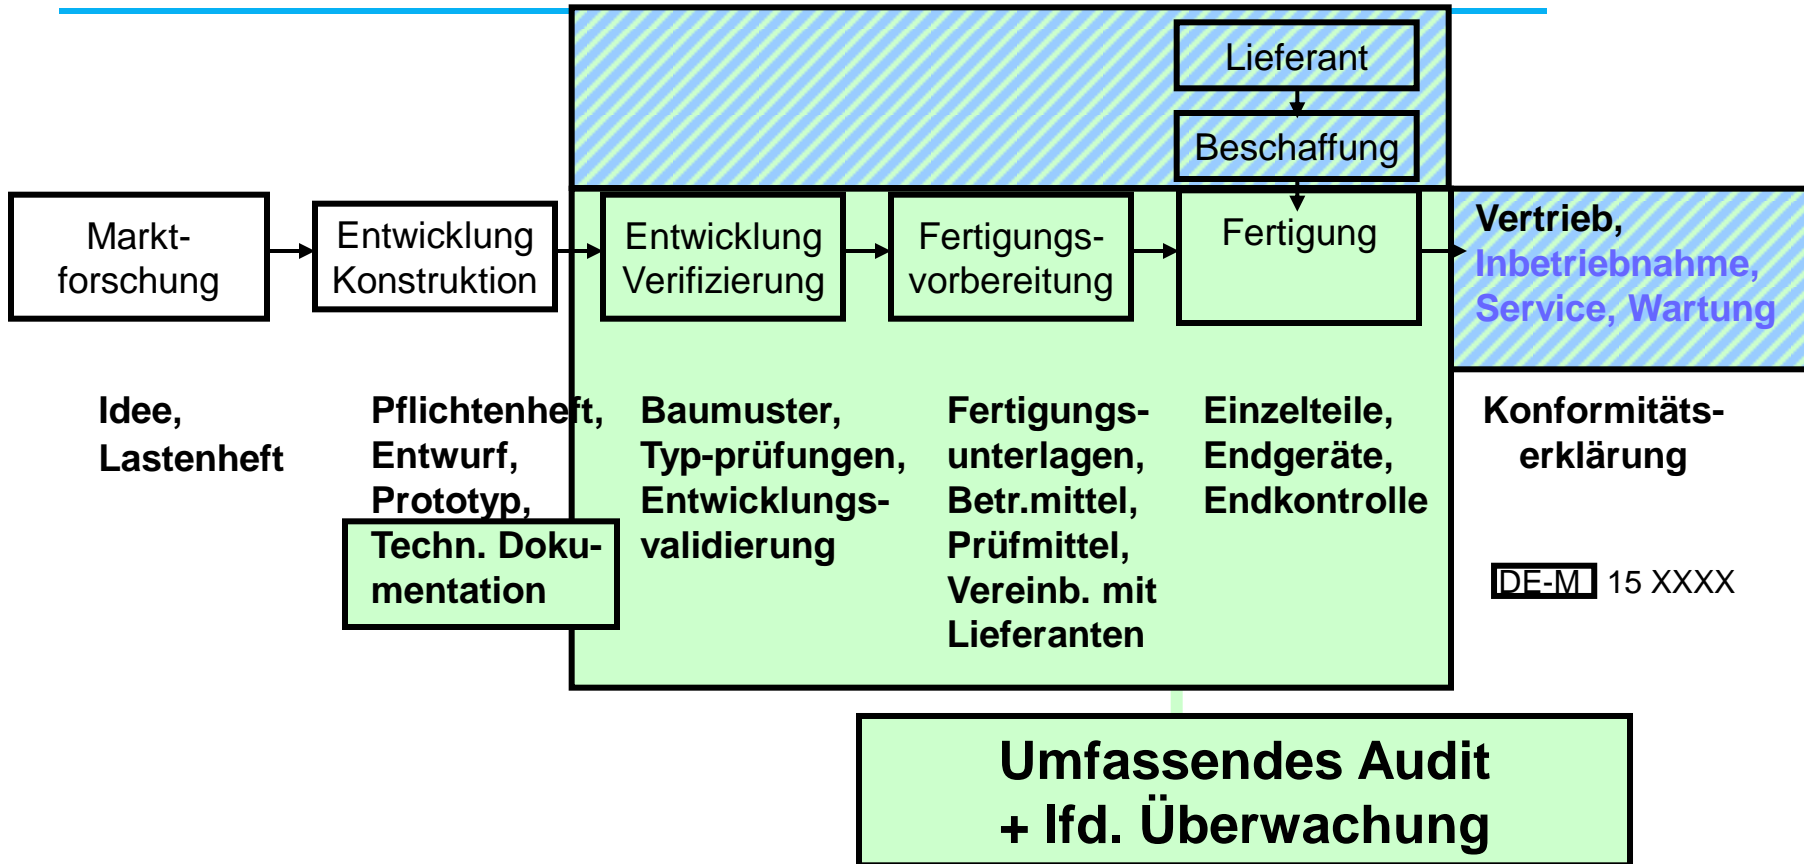 Lieferant
Beschaffung
Markt-
forschung
Entwicklung
Konstruktion
Entwicklung
Verifizierung
Fertigungs-
vorbereitung
Fertigung
Vertrieb,
Inbetriebnahme,
Service, Wartung
Idee,
Lastenheft
Pflichtenheft,
Entwurf,
Prototyp,
Techn. Doku-
mentation
Baumuster,
Typ-prüfungen,
Entwicklungs-
validierung
Fertigungs-
unterlagen,
Betr.mittel,
Prüfmittel,
Vereinb. mit
Lieferanten
Einzelteile,
Endgeräte,
Endkontrolle
Konformitäts-
erklärung
DE-M 15 XXXX
Umfassendes Audit
+ lfd. Überwachung